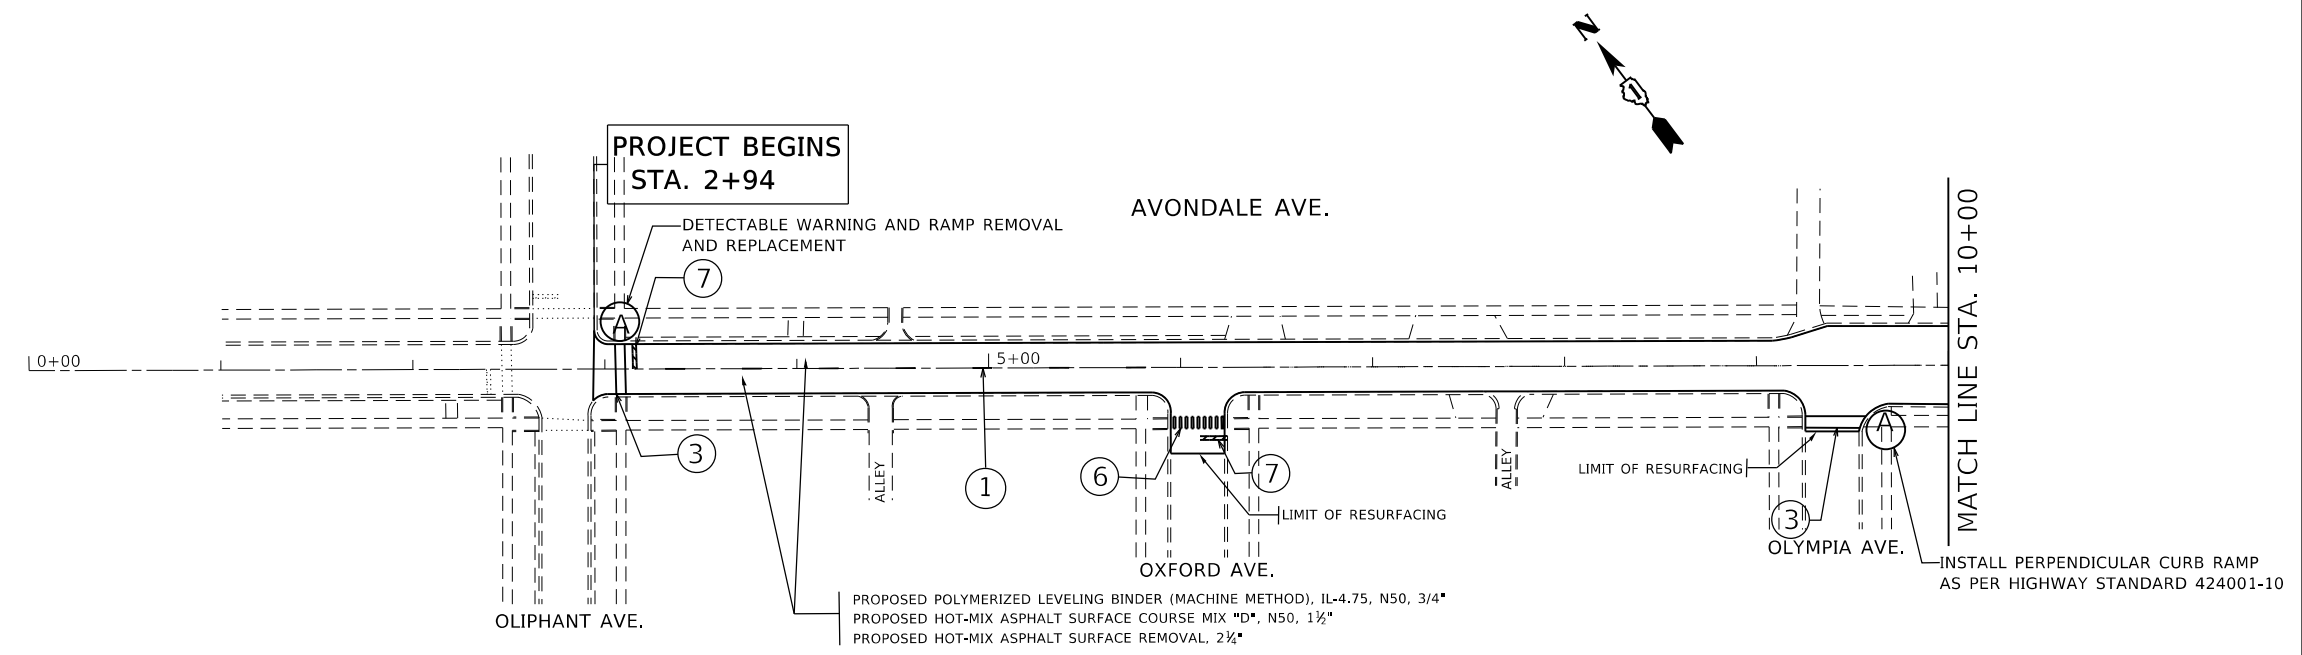 N
1
PROJECT BEGINS
STA. 2+94
AVONDALE AVE.
DETECTABLE WARNING AND RAMP REMOVAL
AND REPLACEMENT
7
A
0+00
5+00
MATCH LINE STA. 10+00
3
ALLEY
1
6
7
LIMIT OF RESURFACING
ALLEY
LIMIT OF RESURFACING
A
3
OLYMPIA AVE.
OXFORD AVE.
INSTALL PERPENDICULAR CURB RAMP
AS PER HIGHWAY STANDARD 424001-10
OLIPHANT AVE.
PROPOSED POLYMERIZED LEVELING BINDER (MACHINE METHOD), IL-4.75, N50, 3/4"
PROPOSED HOT-MIX ASPHALT SURFACE COURSE MIX "D", N50, 1½"
PROPOSED HOT-MIX ASPHALT SURFACE REMOVAL, 2¼"